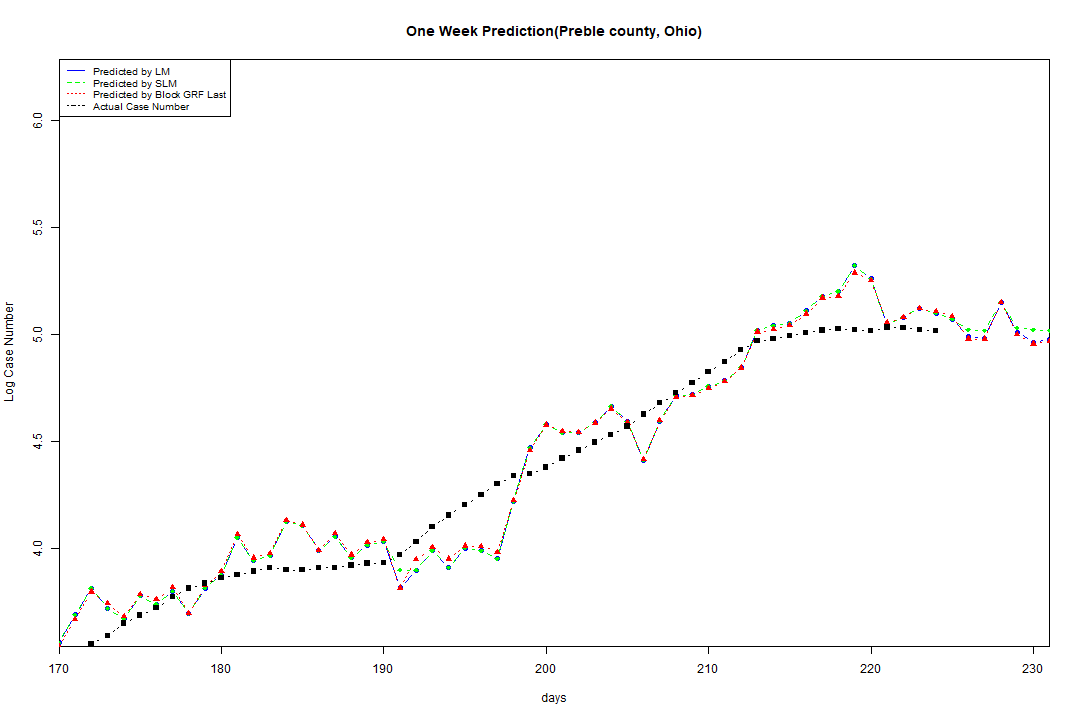 One Week Prediction(Preble county, Ohio)
Predicted by LM
Predicted by SLM
Predicted by Block GRF Last
Actual Case Number
6.0
5.5
5.0
4.5
4.0
Log Case Number
170 180 190 200 210 220 230
days